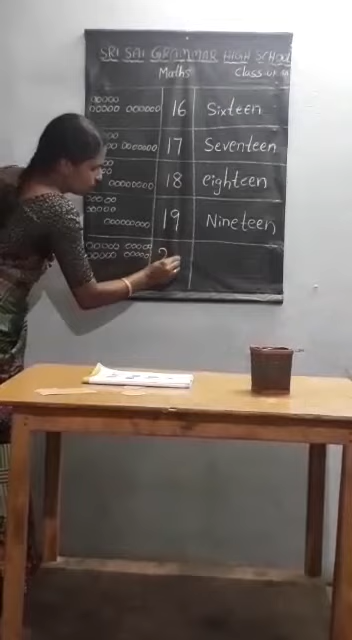 SRI SAI GRAMMAR HIGH SCHOOL
Maths
16 Sixteen
17 Seventeen
18 eighteen
19 Nineteen
2